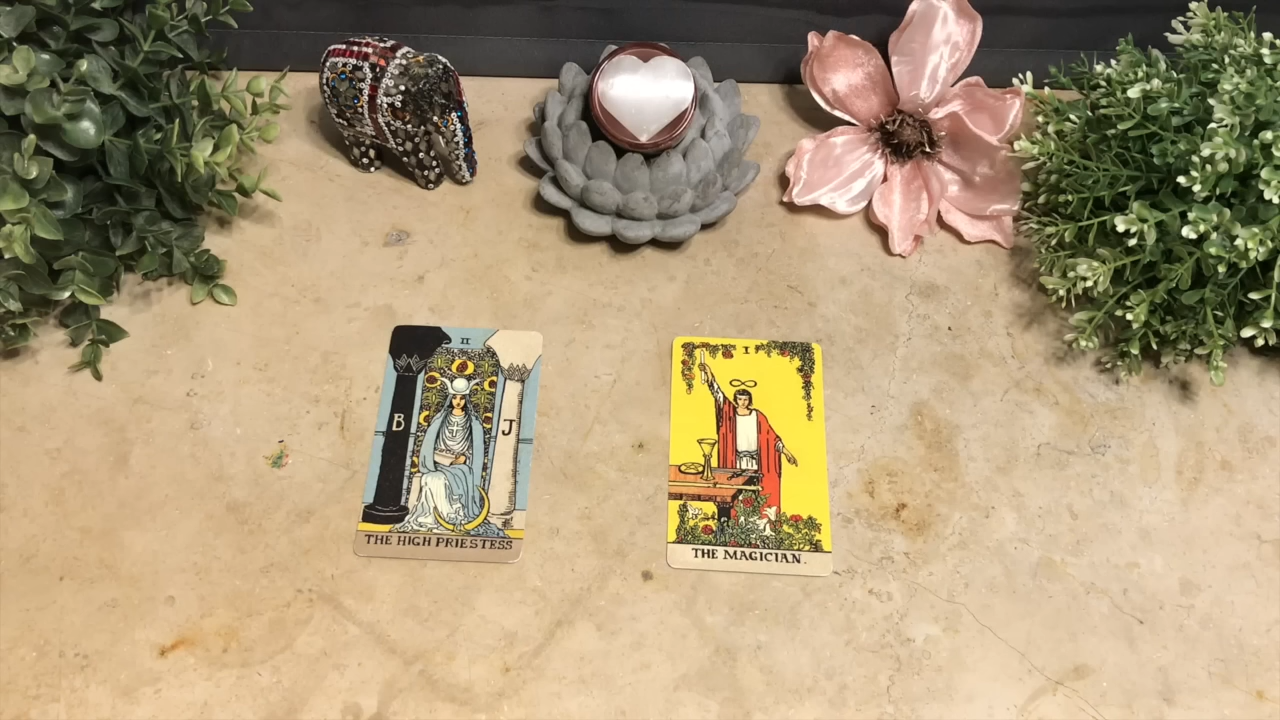 II
B
J
THE HIGH PRIESTESS
I
THE MAGICIAN.